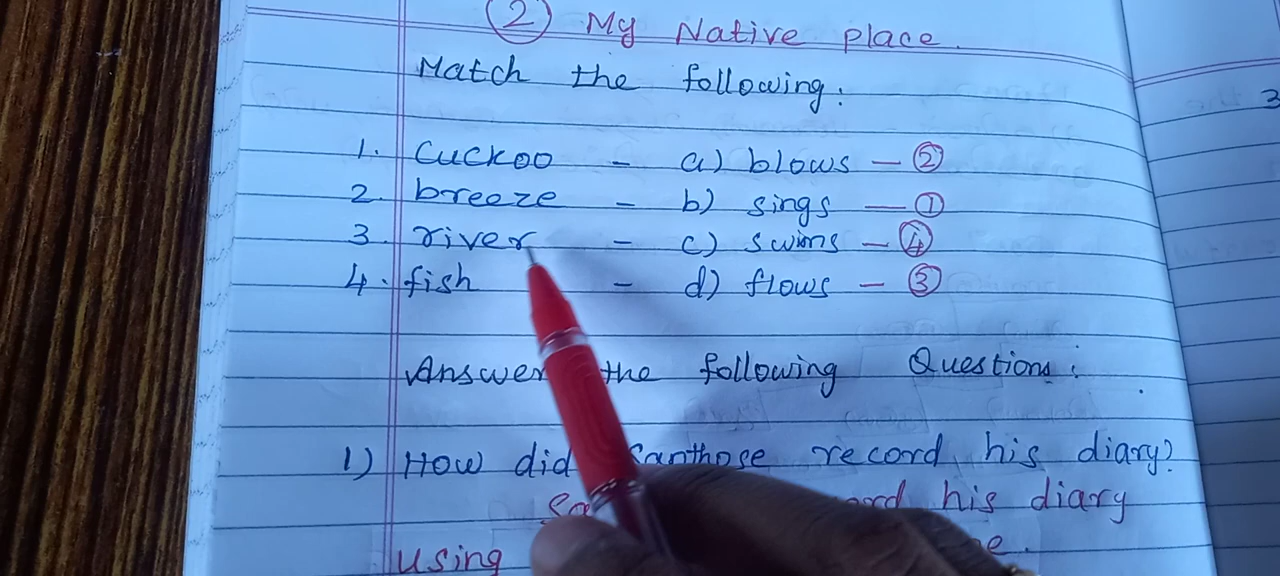 ② My Native place.
Match the following:
1. Cuckoo - a) blows - ②
2. breeze - b) sings - ①
3. river - c) swims - ④
4. fish - d) flows - ③
Answer the following Questions:
1) How did Santhose record his diary?
his diary
using
3